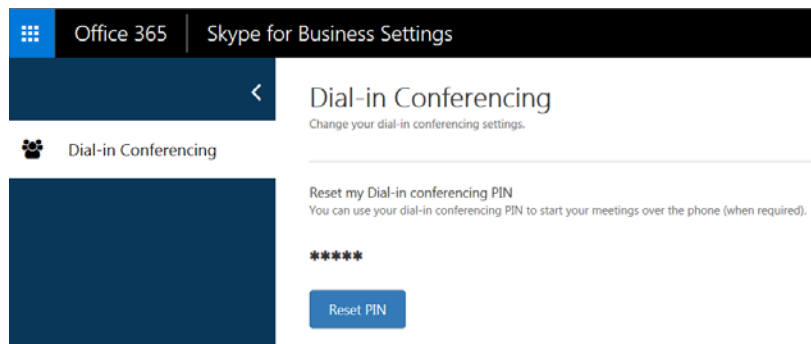 Office 365 Skype for Business Settings
Dial-in Conferencing
Change your dial-in conferencing settings.
Dial-in Conferencing
Reset my Dial-in conferencing PIN
You can use your dial-in conferencing PIN to start your meetings over the phone (when required).
*****
Reset PIN